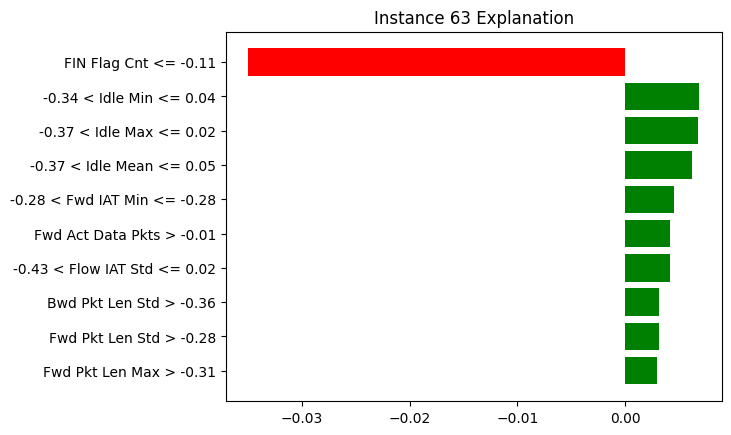 Instance 63 Explanation
FIN Flag Cnt <= -0.11
-0.34 < Idle Min <= 0.04
-0.37 < Idle Max <= 0.02
-0.37 < Idle Mean <= 0.05
-0.28 < Fwd IAT Min <= -0.28
Fwd Act Data Pkts > -0.01
-0.43 < Flow IAT Std <= 0.02
Bwd Pkt Len Std > -0.36
Fwd Pkt Len Std > -0.28
Fwd Pkt Len Max > -0.31
−0.03 −0.02 −0.01 0.00